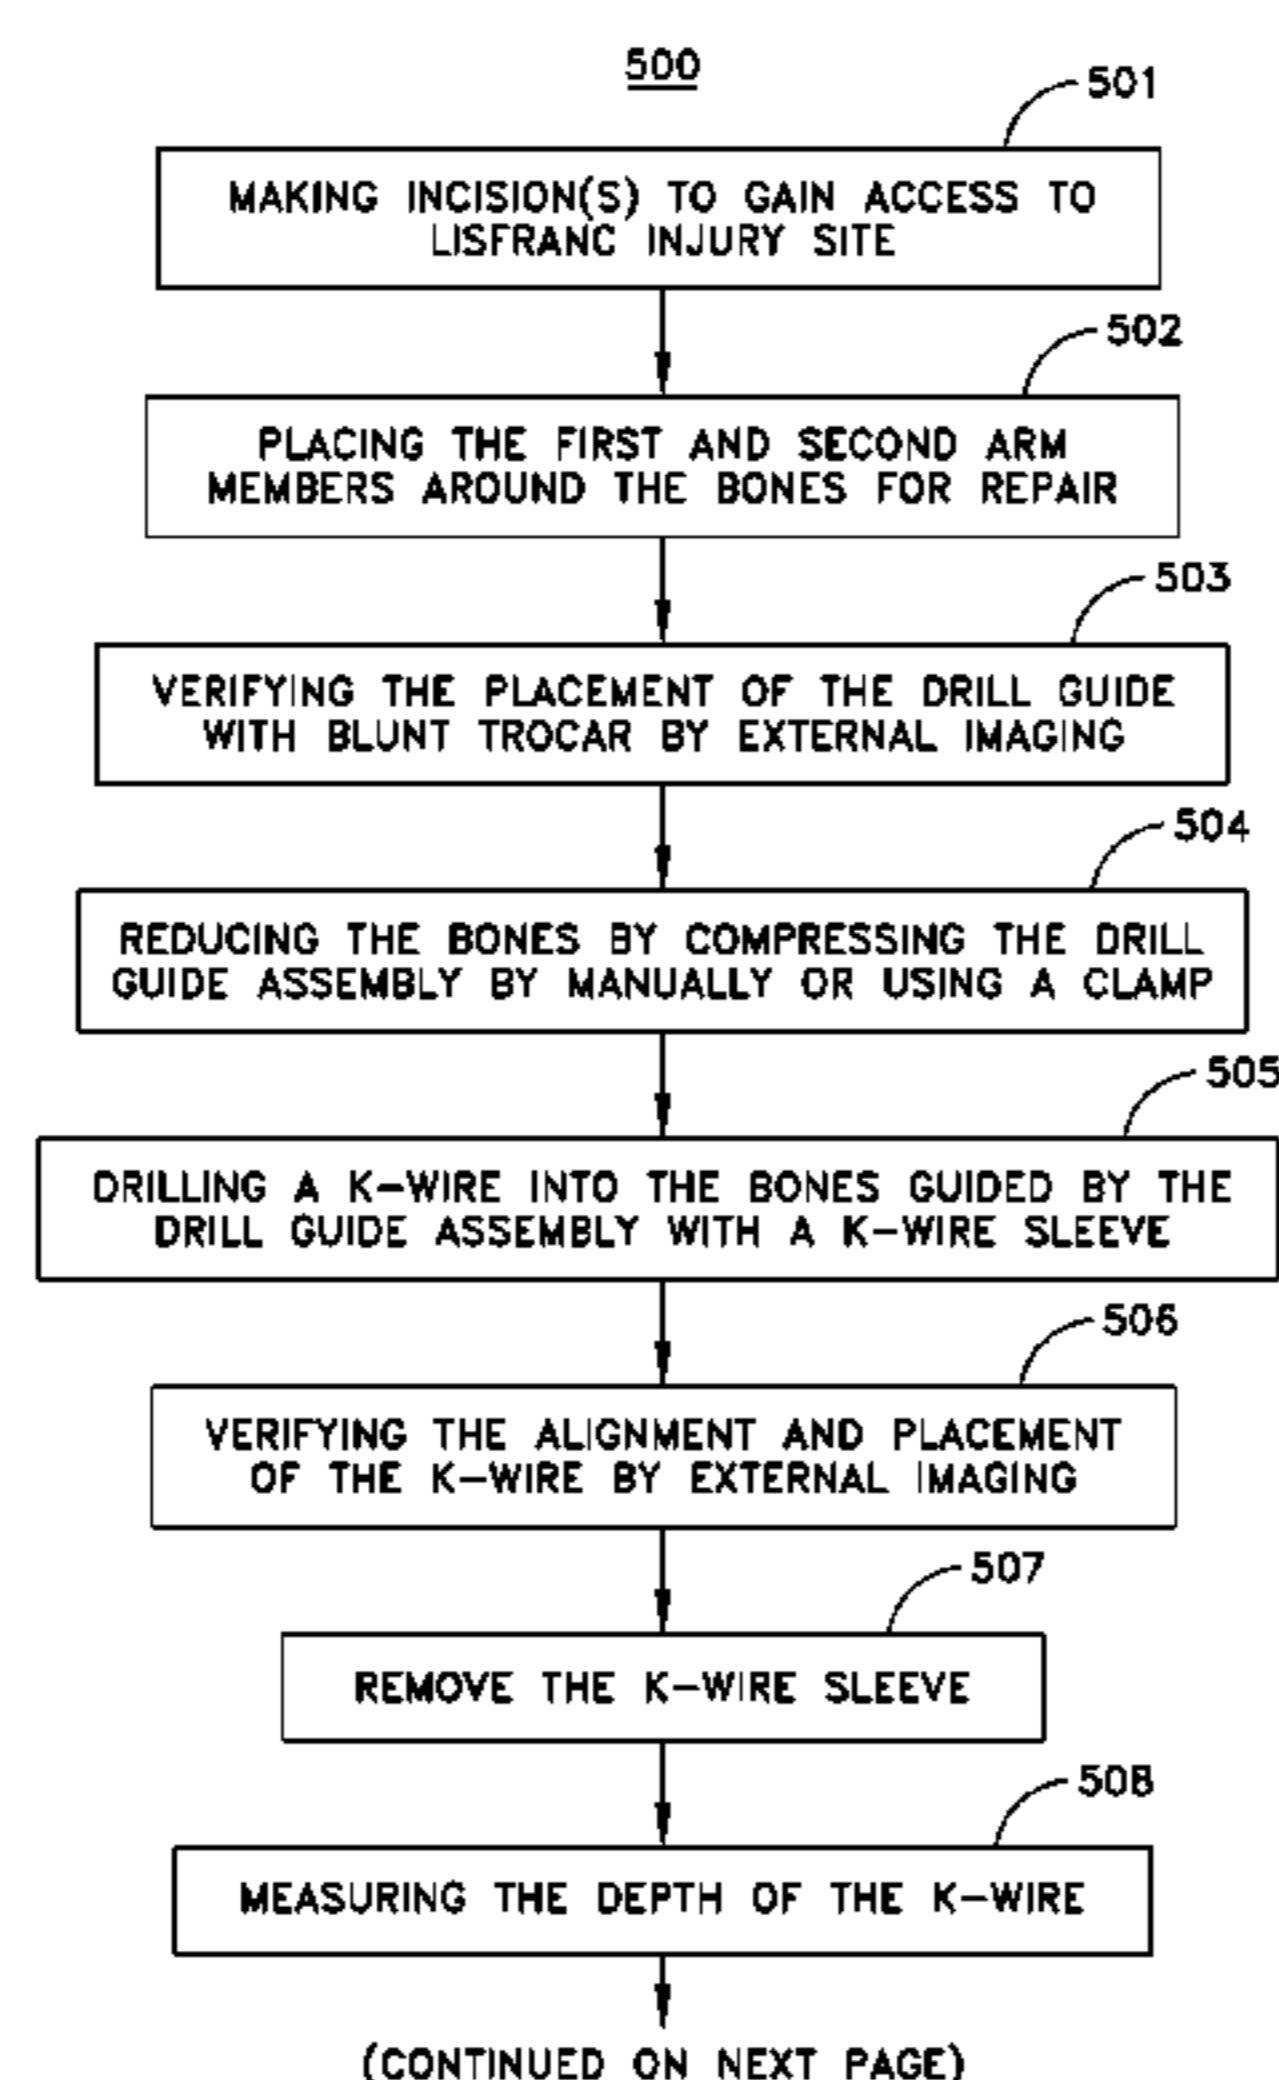 500
501
MAKING INCISION(S) TO GAIN ACCESS TO
LISFRANC INJURY SITE
502
PLACING THE FIRST AND SECOND ARM
MEMBERS AROUND THE BONES FOR REPAIR
503
VERIFYING THE PLACEMENT OF THE DRILL GUIDE
WITH BLUNT TROCAR BY EXTERNAL IMAGING
504
REDUCING THE BONES BY COMPRESSING THE DRILL
GUIDE ASSEMBLY BY MANUALLY OR USING A CLAMP
505
DRILLING A K-WIRE INTO THE BONES GUIDED BY THE
DRILL GUIDE ASSEMBLY WITH A K-WIRE SLEEVE
506
VERIFYING THE ALIGNMENT AND PLACEMENT
OF THE K-WIRE BY EXTERNAL IMAGING
507
REMOVE THE K-WIRE SLEEVE
508
MEASURING THE DEPTH OF THE K-WIRE
(CONTINUED ON NEXT PAGE)